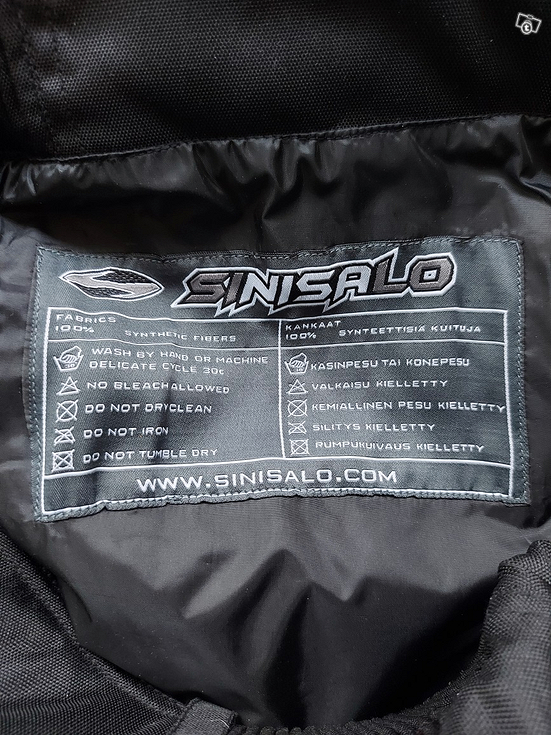 SINISALO
FABRICS
100% SYNTHETIC FIBERS
WASH BY HAND OR MACHINE
DELICATE CYCLE 30c
NO BLEACH ALLOWED
DO NOT DRYCLEAN
DO NOT IRON
DO NOT TUMBLE DRY
KANKAAT
100% SYNTEETTISIÄ KUITUJA
KÄSINPESU TAI KONEPESU
VALKAISU KIELLETTY
KEMIALLINEN PESU KIELLETTY
SILITYS KIELLETTY
RUMPUKUIVAUS KIELLETTY
WWW.SINISALO.COM